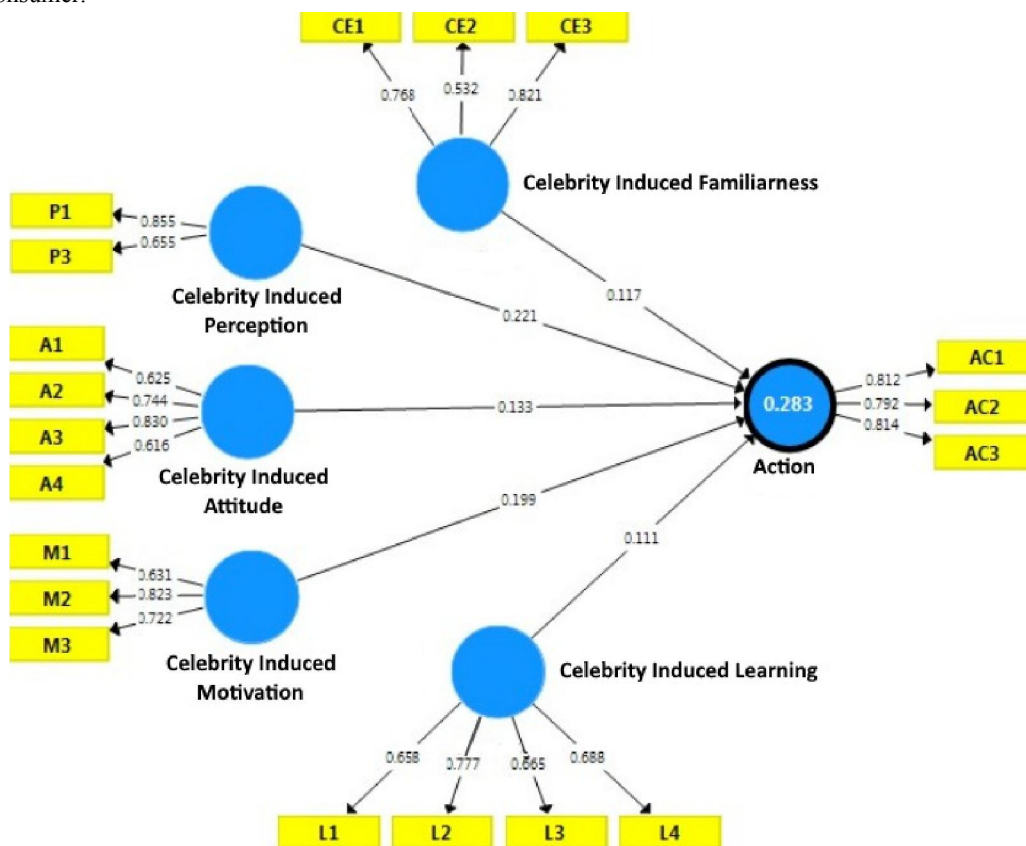 onsumer.
CE1
CE2
CE3
0.768
0.532
0.821
Celebrity Induced Familiarness
P1
P3
0.855
0.655
Celebrity Induced
Perception
0.117
0.221
A1
A2
A3
A4
0.625
0.744
0.830
0.616
Celebrity Induced
Attitude
0.133
0.283
Action
0.812
0.792
0.814
AC1
AC2
AC3
0.199
M1
M2
M3
0.631
0.823
0.722
Celebrity Induced
Motivation
0.111
Celebrity Induced Learning
0.658
0.777
0.665
0.688
L1
L2
L3
L4